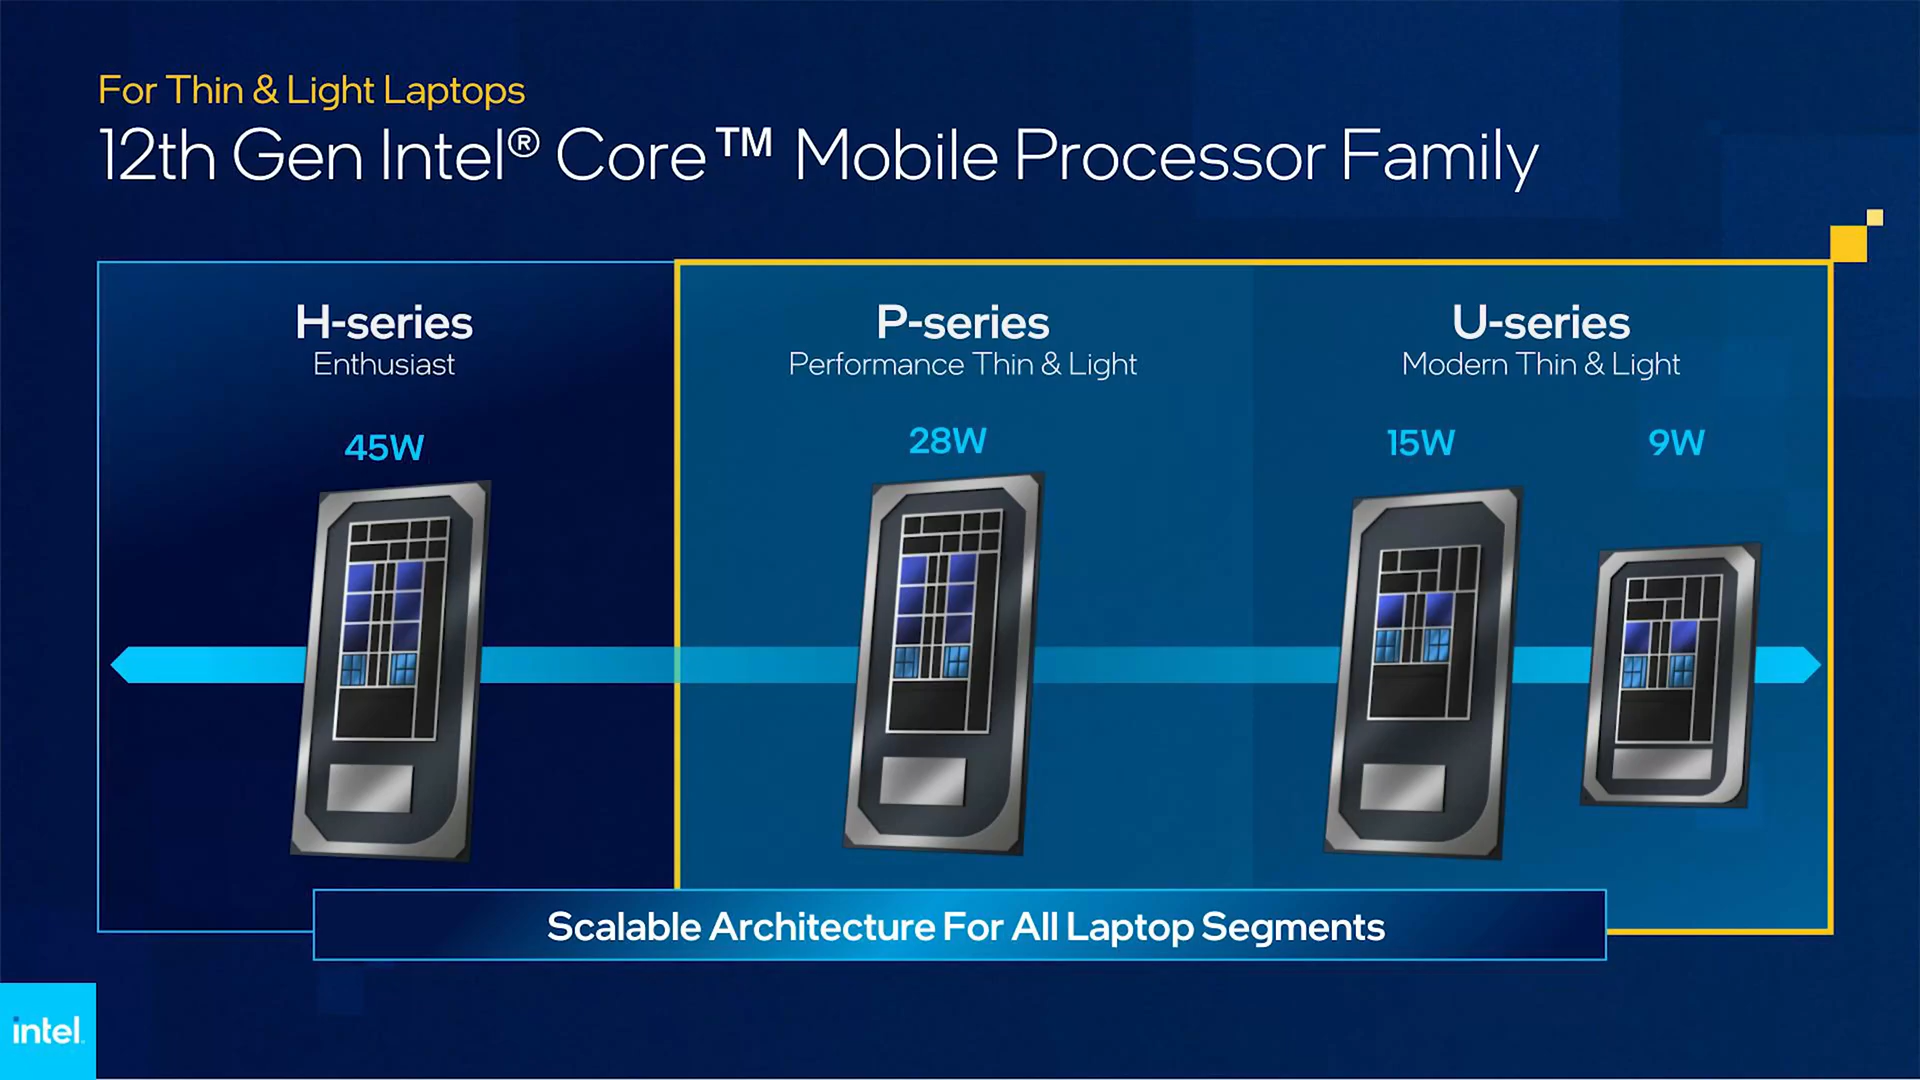 For Thin & Light Laptops
12th Gen Intel® Core™ Mobile Processor Family
H-series
Enthusiast
45W
P-series
Performance Thin & Light
28W
U-series
Modern Thin & Light
15W 9W
Scalable Architecture For All Laptop Segments
intel.